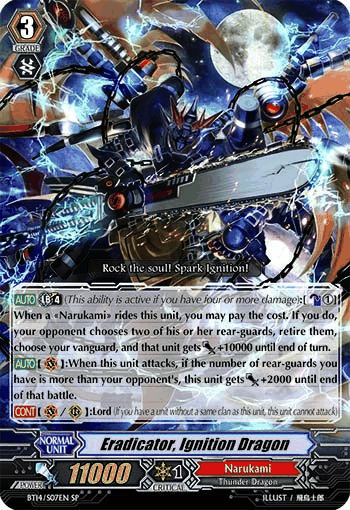 3
GRADE
Rock the soul! Spark Ignition!
AUTO LB4 (This ability is active if you have four or more damage):[ 1]
When a «Narukami» rides this unit, you may pay the cost. If you do,
your opponent chooses two of his or her rear-guards, retire them,
choose your vanguard, and that unit gets +10000 until end of turn.
AUTO [ ]:When this unit attacks, if the number of rear-guards you
have is more than your opponent's, this unit gets +2000 until end
of that battle.
CONT [ / ]:Lord (If you have a unit without a same clan as this unit, this unit cannot attack)
NORMAL
UNIT
Eradicator, Ignition Dragon
POWER
11000
1
CRITICAL
Narukami
Thunder Dragon
BT14/S07EN SP
ILLUST / 飛鳥士郎